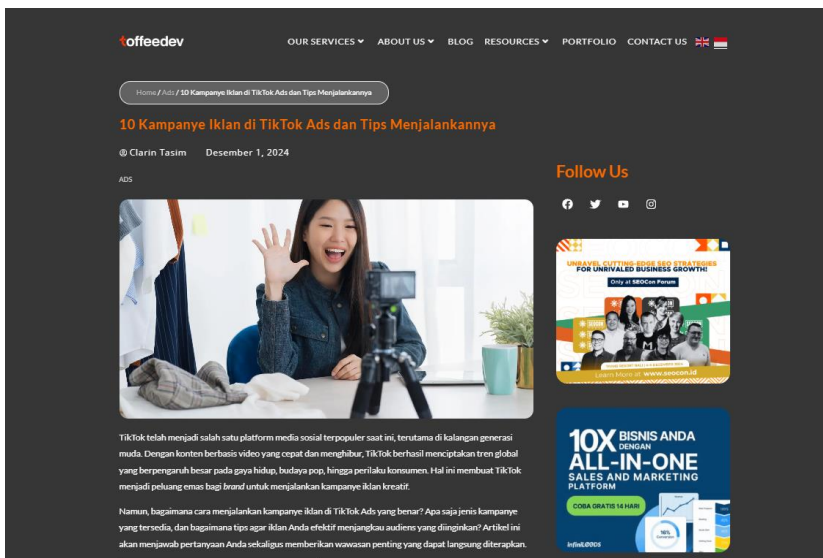 toffeedev
OUR SERVICES ABOUT US BLOG RESOURCES PORTFOLIO CONTACT US
Home / Ads / 10 Kampanye Iklan di TikTok Ads dan Tips Menjalankannya
10 Kampanye Iklan di TikTok Ads dan Tips Menjalankannya
Clarin Tasim Desember 1, 2024
ADS
Follow Us
UNRAVEL CUTTING-EDGE SEO STRATEGIES
FOR UNRIVALED BUSINESS GROWTH!
Only at SEOCon Forum
Learn More at www.seocon.id
10X BISNIS ANDA
DENGAN
ALL-IN-ONE
SALES AND MARKETING
PLATFORM
COBA GRATIS 14 HARI
TikTok telah menjadi salah satu platform media sosial terpopuler saat ini, terutama di kalangan generasi
muda. Dengan konten berbasis video yang cepat dan menghibur, TikTok berhasil menciptakan tren global
yang berpengaruh besar pada gaya hidup, budaya pop, hingga perilaku konsumen. Hal ini membuat TikTok
menjadi peluang emas bagi brand untuk menjalankan kampanye iklan kreatif.
Namun, bagaimana cara menjalankan kampanye iklan di TikTok Ads yang benar? Apa saja jenis kampanye
yang tersedia, dan bagaimana tips agar iklan Anda efektif menjangkau audiens yang diinginkan? Artikel ini
akan menjawab pertanyaan Anda sekaligus memberikan wawasan penting yang dapat langsung diterapkan.